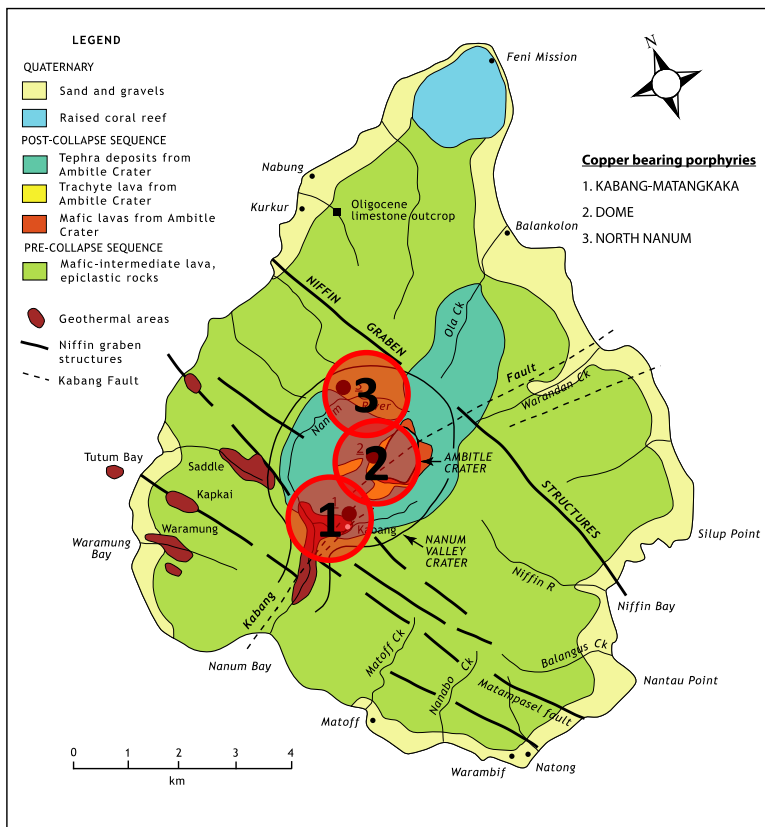 LEGEND
QUATERNARY
Sand and gravels
Raised coral reef
POST-COLLAPSE SEQUENCE
Tephra deposits from
Ambitle Crater
Trachyte lava from
Ambitle Crater
Mafic lavas from Ambitle
Crater
PRE-COLLAPSE SEQUENCE
Mafic-intermediate lava,
epiclastic rocks
Geothermal areas
Niffin graben
structures
Kabang Fault
N
Copper bearing porphyries
1. KABANG-MATANGKAKA
2. DOME
3. NORTH NANUM
Feni Mission
Nabung
Kurkur
Oligocene
limestone outcrop
Balankolon
NIFFIN
GRABEN
Ola Ck
Fault
Warandan Ck
3
Nanum River
2
2
AMBITLE
CRATER
Tutum Bay
Saddle
Kapkai
Waramung
Waramung
Bay
1
1
Kabang
NANUM
VALLEY
CRATER
STRUCTURES
Silup Point
Niffin R
Niffin Bay
Kabang
Nanum Bay
Matoff Ck
Nanabo Ck
Balangus Ck
Matampasel fault
Nantau Point
Matoff
Warambif
Natong
0 1 2 3 4
km